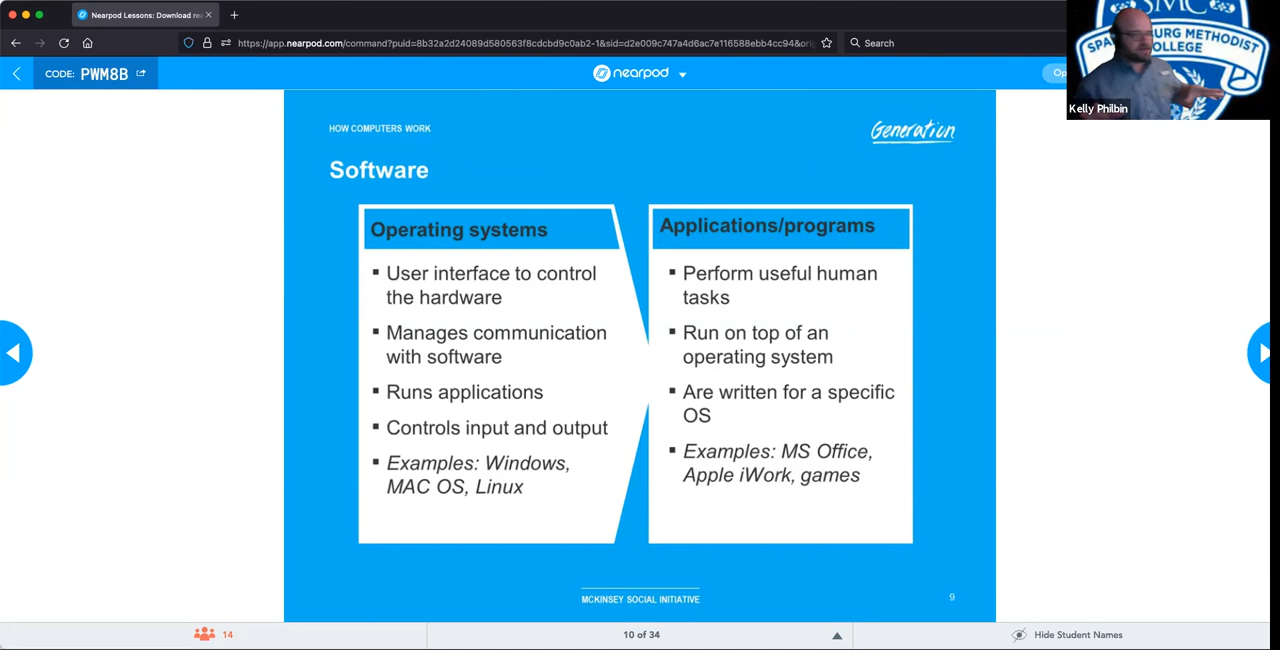 Nearpod Lessons: Download re
https://app.nearpod.com/command?puid=8b32a2d24089d580563f8cdcbd9c0ab2-1&sid=d2e009c747a4d6ac7e116588ebb4cc94&ori
Search
SMC
METHODIST
COLLEGE
Kelly Philbin
CODE: PWM8B
nearpod
Op
HOW COMPUTERS WORK
Generation
Software
Operating systems
▪ User interface to control
the hardware
▪ Manages communication
with software
▪ Runs applications
▪ Controls input and output
▪ Examples: Windows,
MAC OS, Linux
Applications/programs
▪ Perform useful human
tasks
▪ Run on top of an
operating system
▪ Are written for a specific
OS
▪ Examples: MS Office,
Apple iWork, games
MCKINSEY SOCIAL INITIATIVE
9
14
10 of 34
Hide Student Names